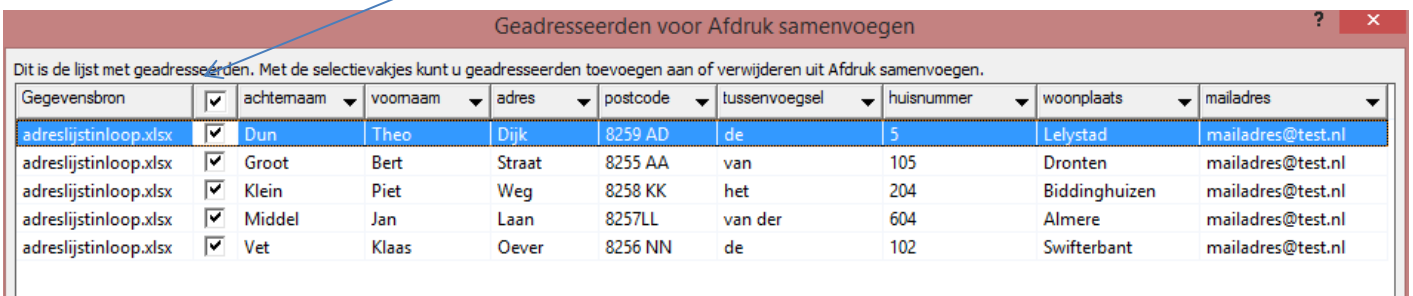 Geadresseerden voor Afdruk samenvoegen ? ×
Dit is de lijst met geadresseerden. Met de selectievakjes kunt u geadresseerden toevoegen aan of verwijderen uit Afdruk samenvoegen.
Gegevensbron achternaam voornaam adres postcode tussenvoegsel huisnummer woonplaats mailadres
adreslijstinloop.xlsx Dun Theo Dijk 8259 AD de 5 Lelystad mailadres@test.nl
adreslijstinloop.xlsx Groot Bert Straat 8255 AA van 105 Dronten mailadres@test.nl
adreslijstinloop.xlsx Klein Piet Weg 8258 KK het 204 Biddinghuizen mailadres@test.nl
adreslijstinloop.xlsx Middel Jan Laan 8257LL van der 604 Almere mailadres@test.nl
adreslijstinloop.xlsx Vet Klaas Oever 8256 NN de 102 Swifterbant mailadres@test.nl